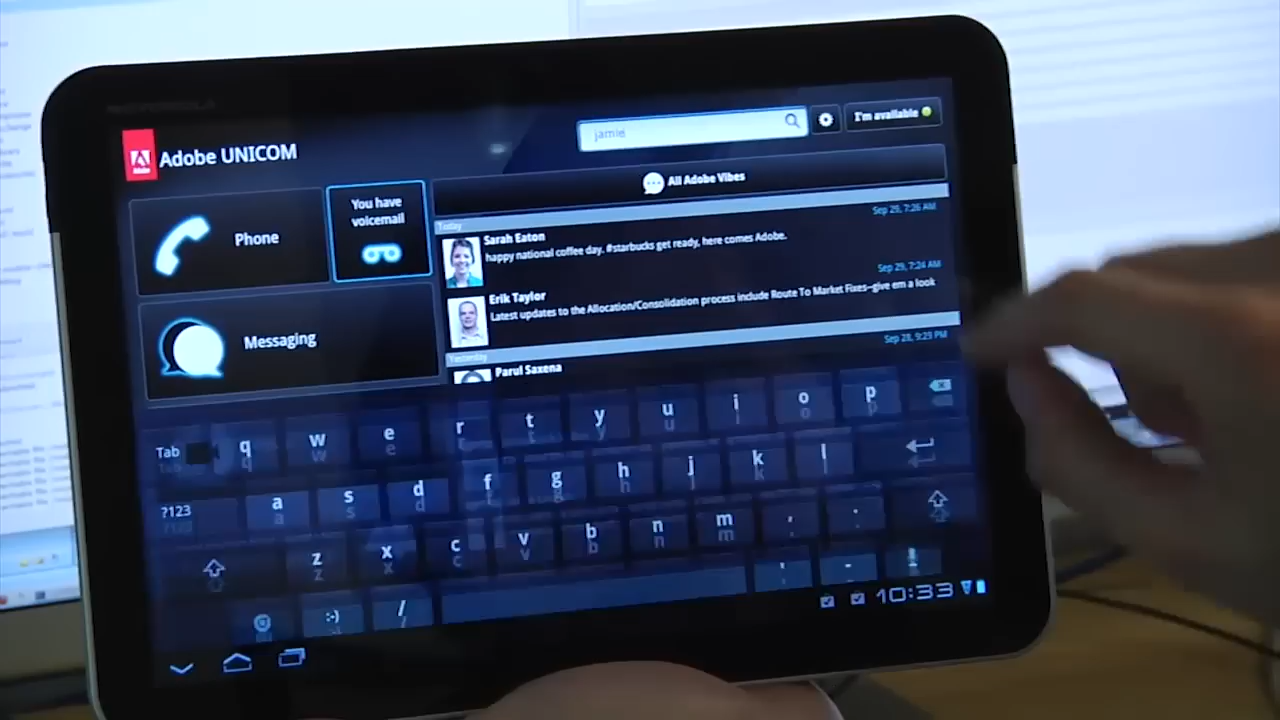 MOTOROLA
jamie
I'm available
Adobe
Adobe UNICOM
All Adobe Vibes
You have
voicemail
Phone
Messaging
Today
Sep 29, 7:26 AM
Sarah Eaton
happy national coffee day. #starbucks get ready, here comes Adobe.
Sep 29, 7:24 AM
Erik Taylor
Latest updates to the Allocation/Consolidation process include Route To Market Fixes--give em a look
Yesterday
Sep 28, 9:29 PM
Parul Saxena
Tab q w e r t y u i o p
?123 a s d f g h j k l
z x c v b n m , .
:-) / ' -
10:33